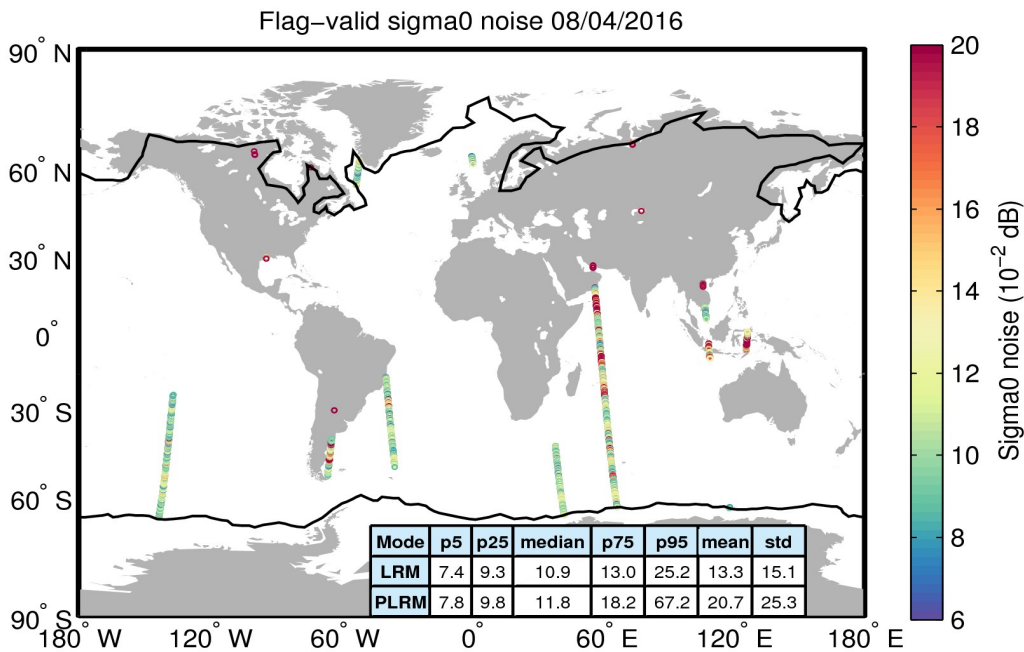 Flag−valid sigma0 noise 08/04/2016
90° N
60° N
30° N
0°
30° S
60° S
90° S
180° W 120° W 60° W 0° 60° E 120° E 180° E
Mode p5 p25 median p75 p95 mean std
LRM 7.4 9.3 10.9 13.0 25.2 13.3 15.1
PLRM 7.8 9.8 11.8 18.2 67.2 20.7 25.3
20
18
16
14
12
10
8
6
Sigma0 noise (10⁻² dB)